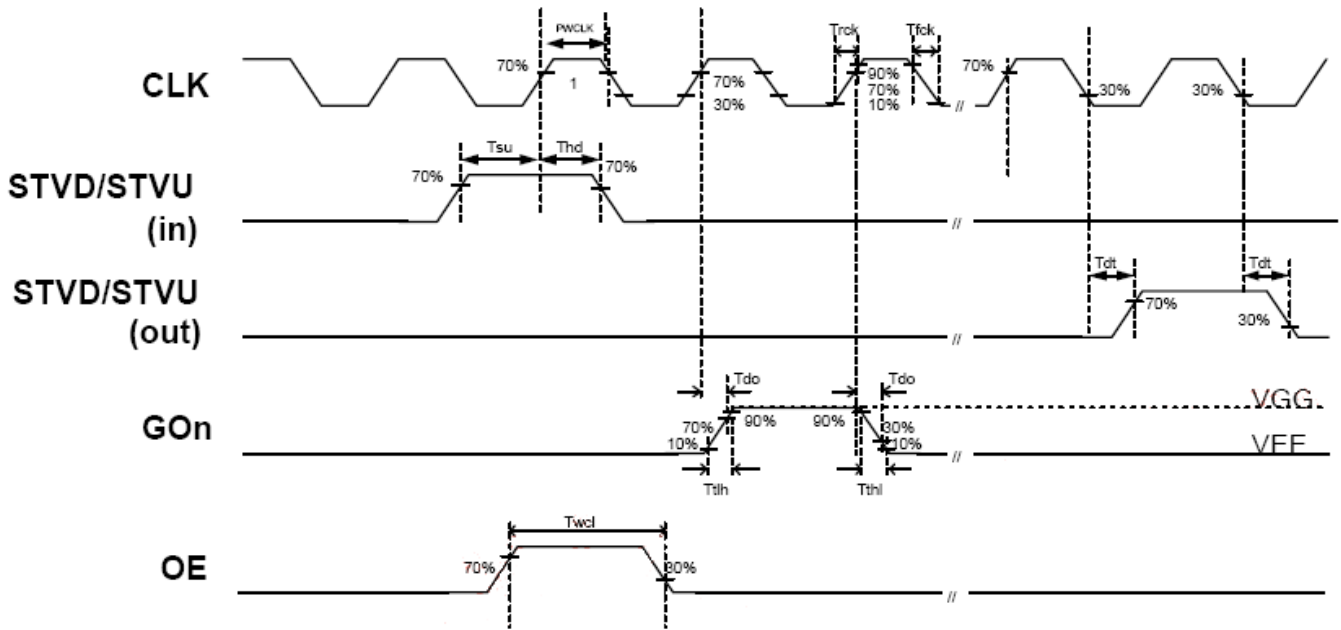 PWCLK
Trck
Tfck
CLK
70%
1
70%
30%
90%
70%
10%
//
70%
30%
30%
Tsu
Thd
STVD/STVU
(in)
70%
70%
//
STVD/STVU
(out)
Tdt
Tdt
70%
30%
//
Tdo
Tdo
VGG
GOn
70%
90%
90%
30%
10%
10%
VEE
//
Ttlh
Tthl
Twcl
OE
70%
30%
//